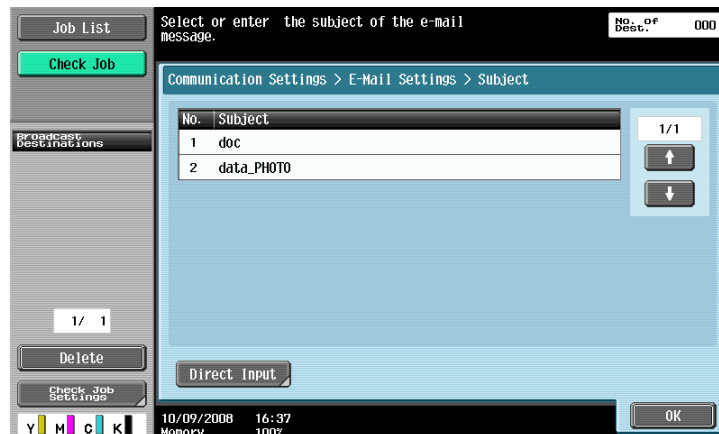 Job List
Check Job
Broadcast
Destinations
1/ 1
Delete
Check Job
Settings
Y M C K
Select or enter the subject of the e-mail
message.
No. of
Dest.
000
Communication Settings > E-Mail Settings > Subject
No. Subject
1 doc
2 data_PHOTO
1/1
Direct Input
OK
10/09/2008 16:37
Memory 100%